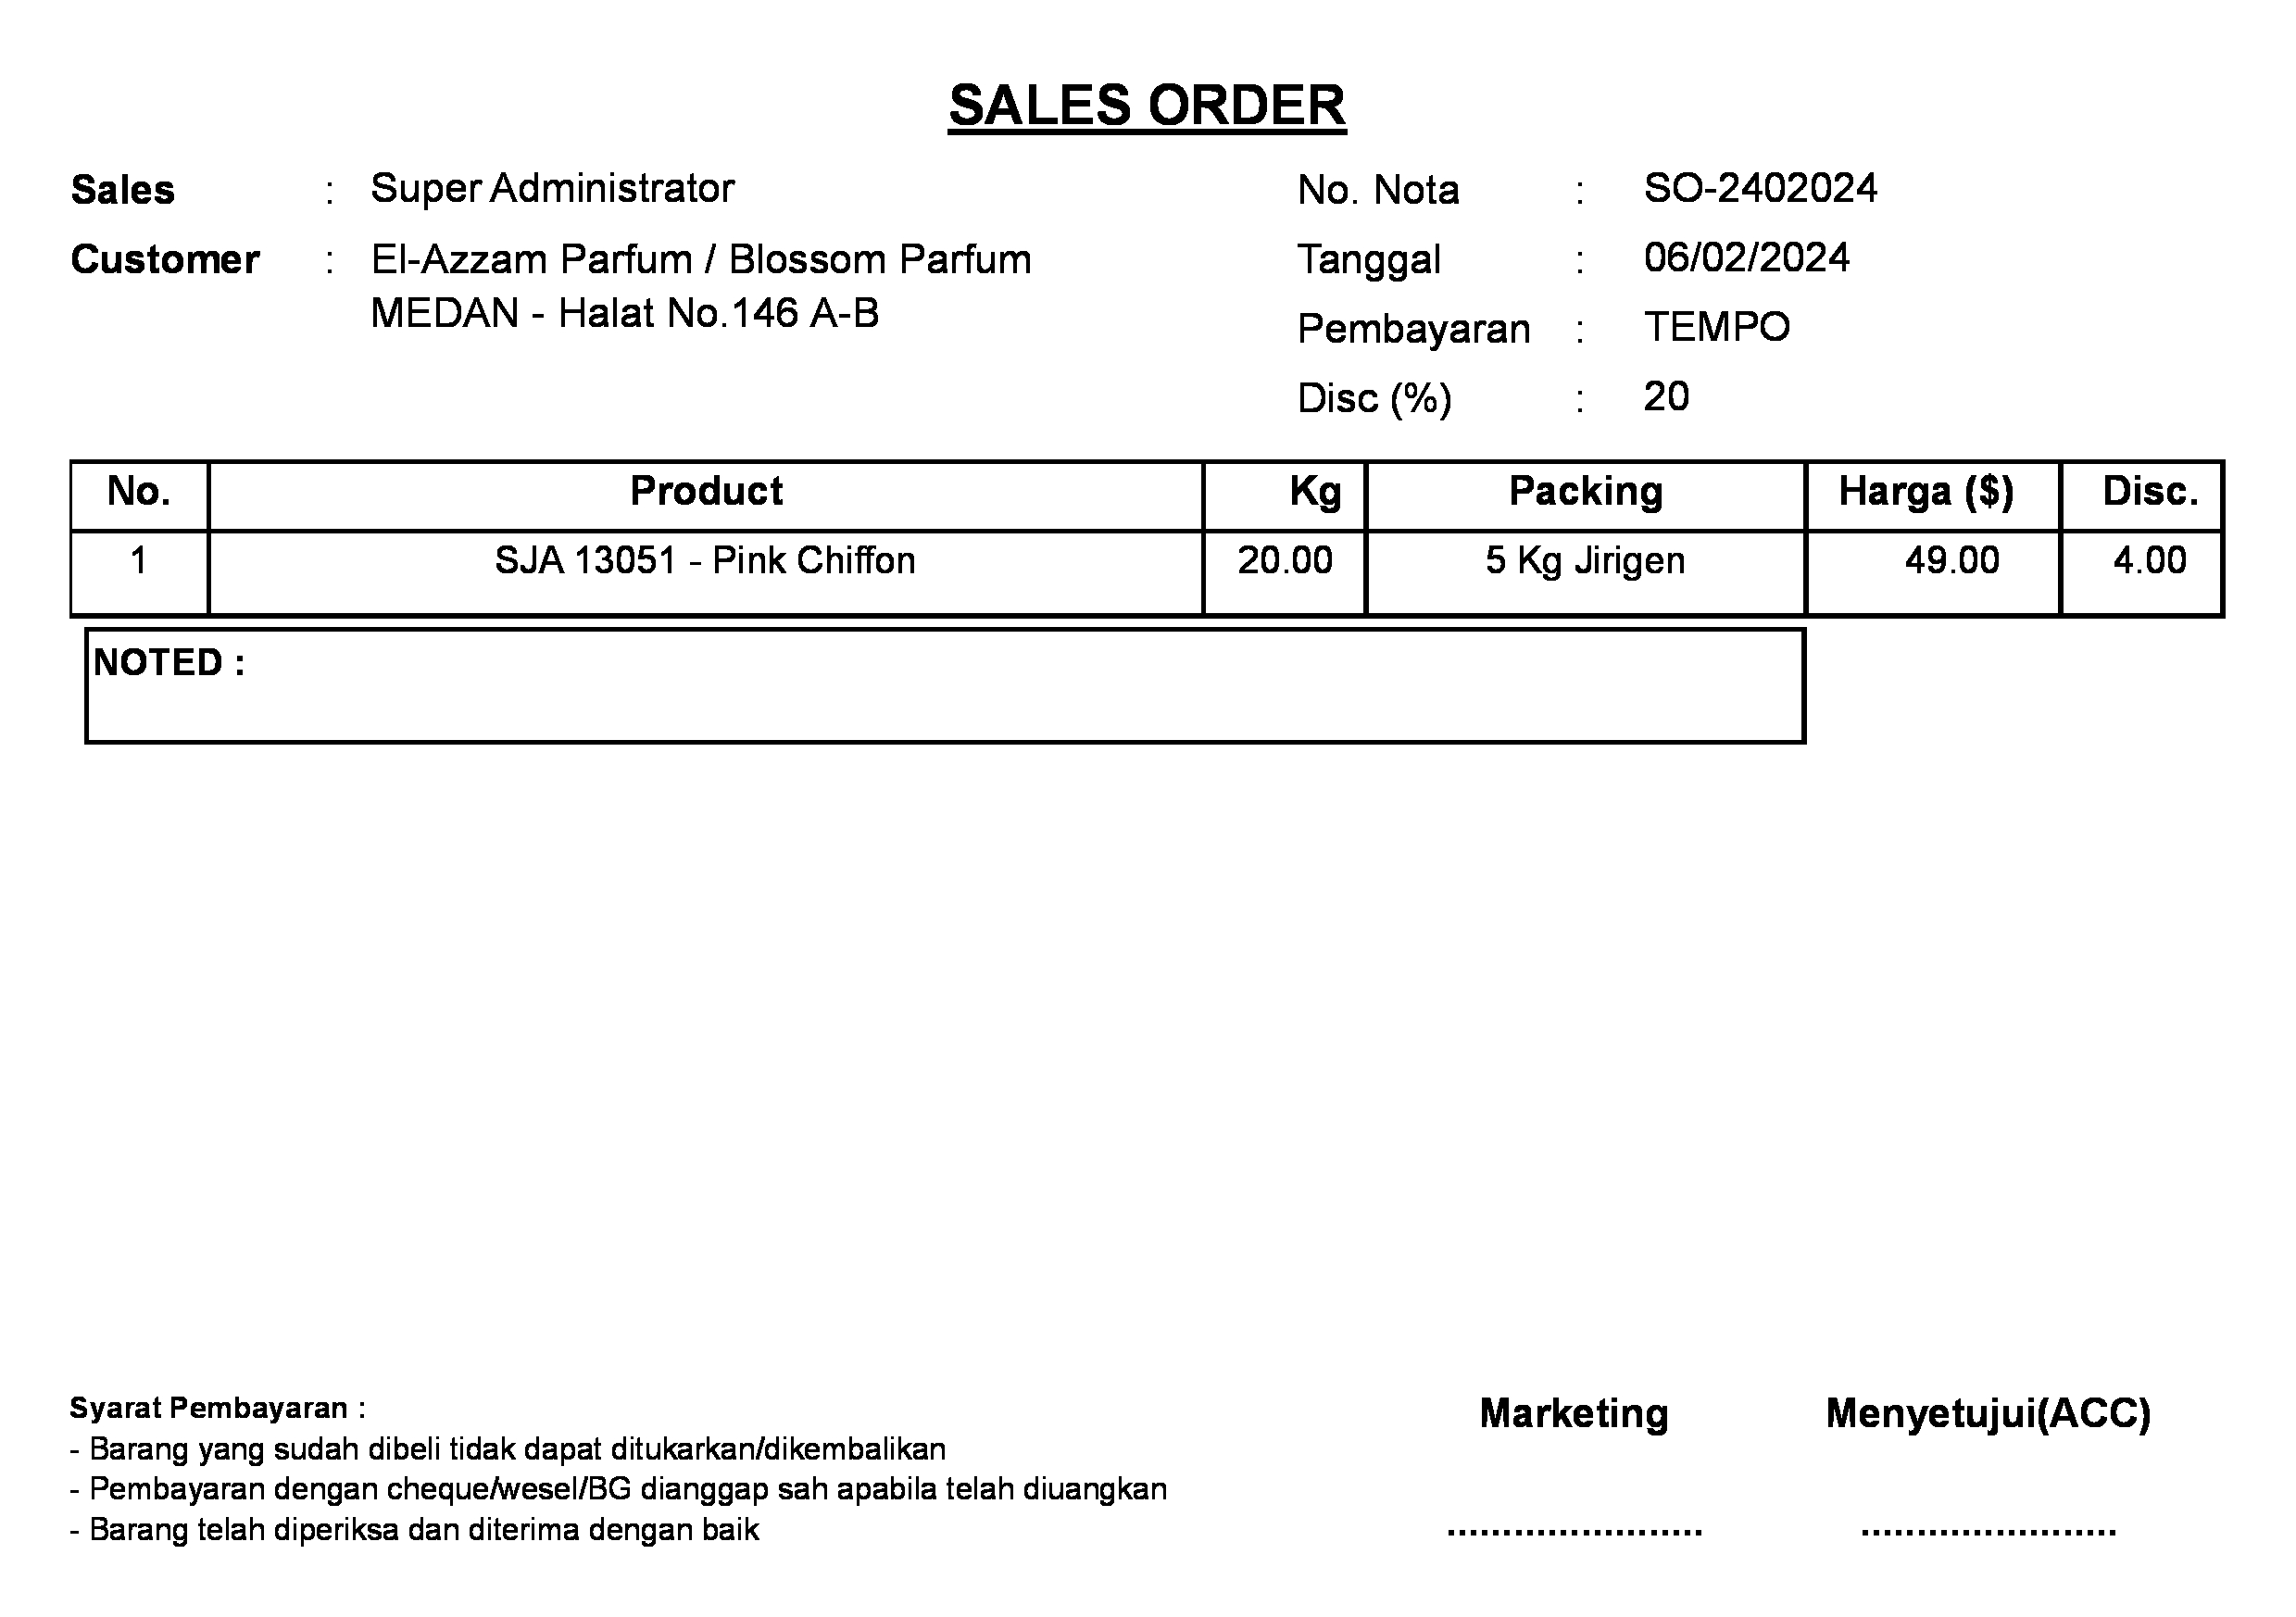 SALES ORDER
Sales : Super Administrator
No. Nota : SO-2402024
Customer : El-Azzam Parfum / Blossom Parfum
MEDAN - Halat No.146 A-B
Tanggal : 06/02/2024
Pembayaran : TEMPO
Disc (%) : 20
No. Product Kg Packing Harga ($) Disc.
1 SJA 13051 - Pink Chiffon 20.00 5 Kg Jirigen 49.00 4.00
NOTED :
Syarat Pembayaran :
- Barang yang sudah dibeli tidak dapat ditukarkan/dikembalikan
- Pembayaran dengan cheque/wesel/BG dianggap sah apabila telah diuangkan
- Barang telah diperiksa dan diterima dengan baik
Marketing Menyetujui(ACC)
....................... .......................